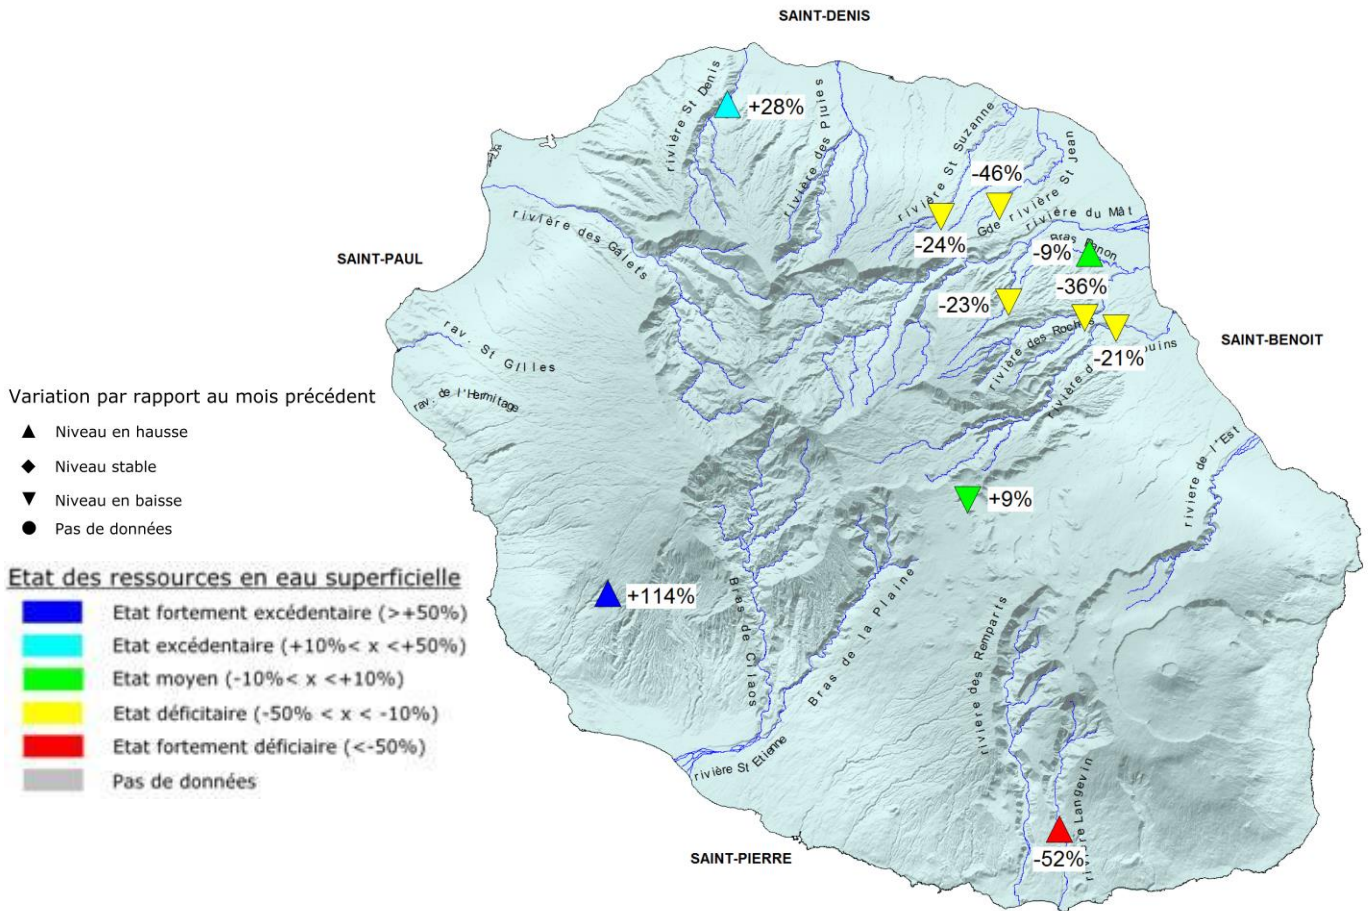 SAINT-DENIS
rivière St Denis
+28%
rivière des Pluies
rivière St Suzanne
-46%
Gde rivière St Jean
-24%
rivière du Mât
rivière des Galets
SAINT-PAUL
-9%
-36%
-23%
rivière des
-21%
SAINT-BENOIT
rav. St Gilles
rav. de l'Hermitage
Variation par rapport au mois précédent
Niveau en hausse
Niveau stable
Niveau en baisse
Pas de données
riviere de l'Est
+9%
Etat des ressources en eau superficielle
Etat fortement excédentaire (>+50%)
Etat excédentaire (+10%< x <+50%)
Etat moyen (-10%< x <+10%)
Etat déficitaire (-50% < x < -10%)
Etat fortement déficiaire (<-50%)
Pas de données
+114%
Bras de Cilaos
Bras de la Plaine
rivière des Remparts
rivière St Etienne
Langevin
SAINT-PIERRE
-52%